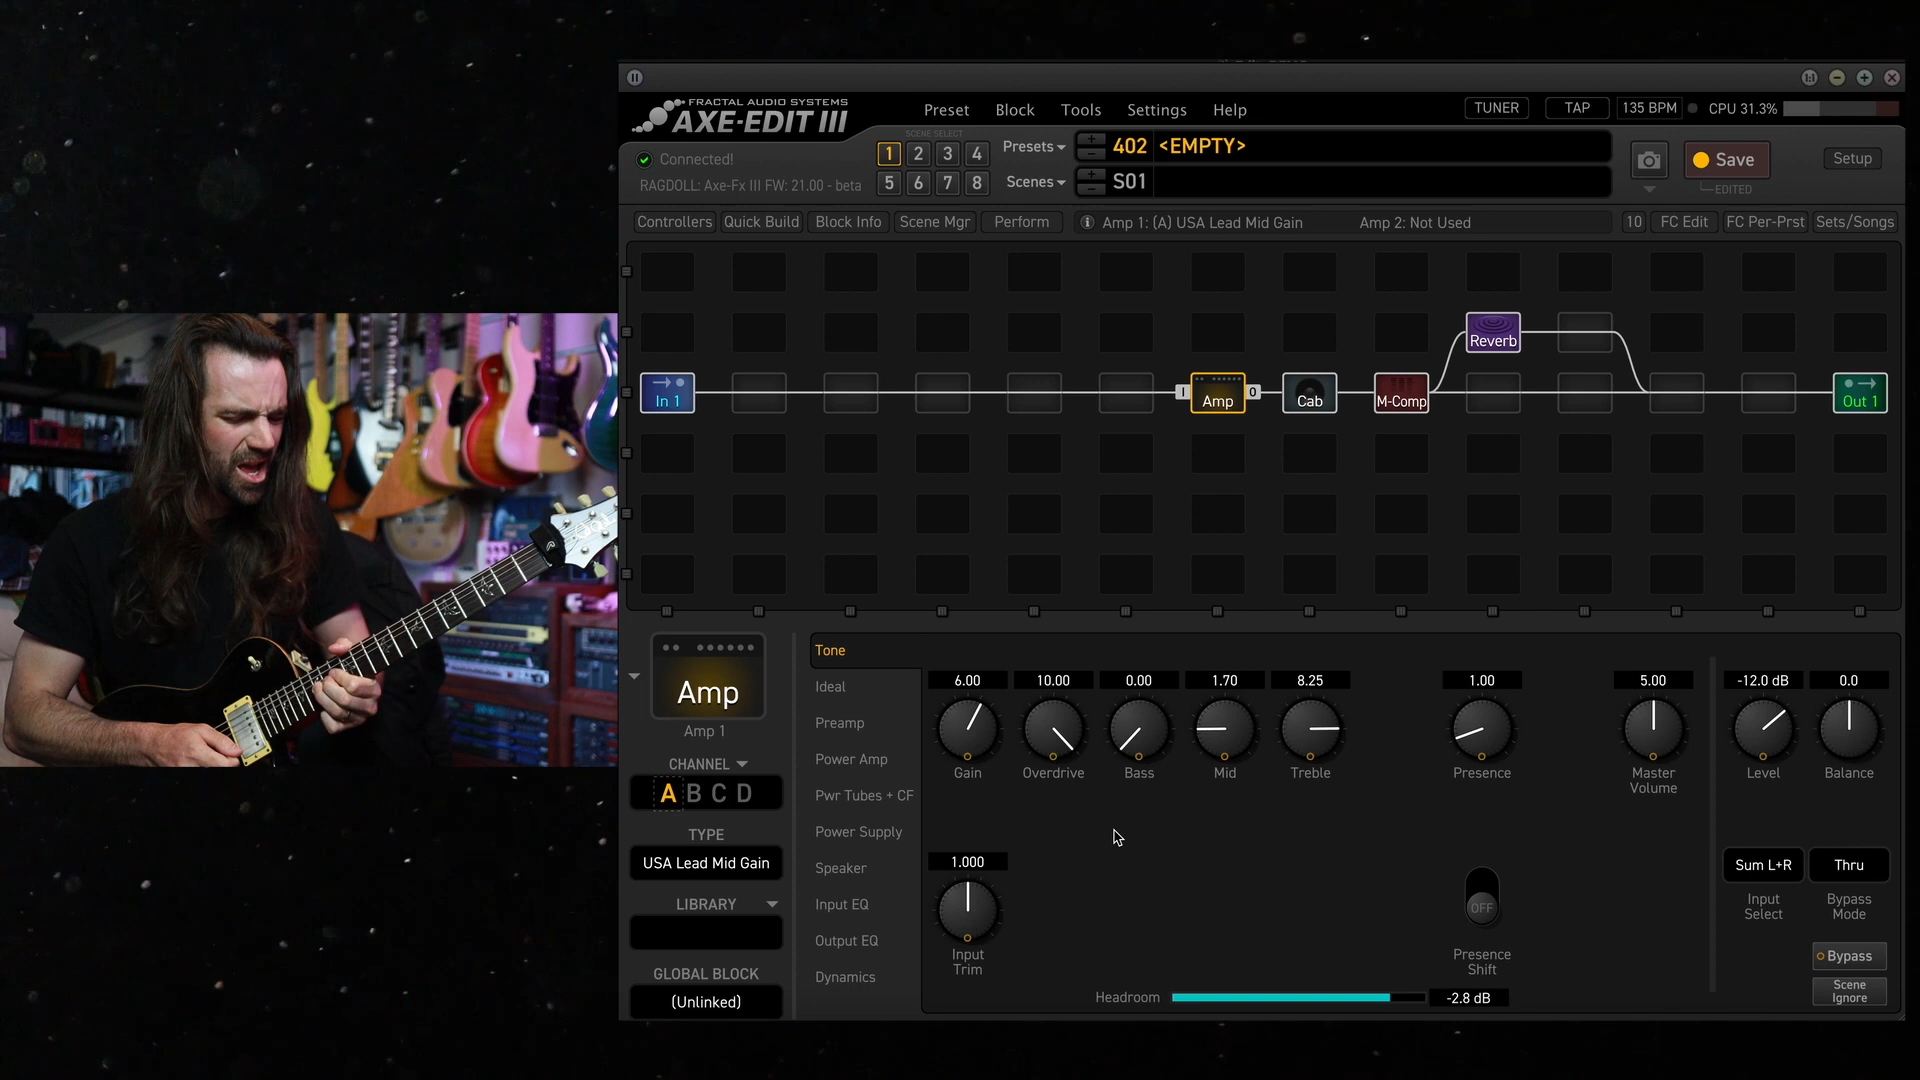 FRACTAL AUDIO SYSTEMS
AXE-EDIT III
Preset Block Tools Settings Help
TUNER TAP 135 BPM CPU 31.3%
Connected!
RAGDOLL: Axe-Fx III FW: 21.00 - beta
SCENE SELECT
1 2 3 4
5 6 7 8
Presets 402 <EMPTY>
Scenes S01
Save
EDITED
Setup
Controllers Quick Build Block Info Scene Mgr Perform
Amp 1: (A) USA Lead Mid Gain Amp 2: Not Used
10 FC Edit FC Per-Prst Sets/Songs
Reverb
In 1 I Amp O Cab M-Comp Out 1
Amp
Amp 1
CHANNEL
A B C D
TYPE
USA Lead Mid Gain
LIBRARY
GLOBAL BLOCK
(Unlinked)
Tone
Ideal
Preamp
Power Amp
Pwr Tubes + CF
Power Supply
Speaker
Input EQ
Output EQ
Dynamics
6.00 10.00 0.00 1.70 8.25 1.00 5.00 -12.0 dB 0.0
Gain Overdrive Bass Mid Treble Presence Master Volume Level Balance
1.000
Input
Trim
OFF
Presence
Shift
Sum L+R Thru
Input Select
Bypass Mode
Bypass
Scene
Ignore
Headroom -2.8 dB